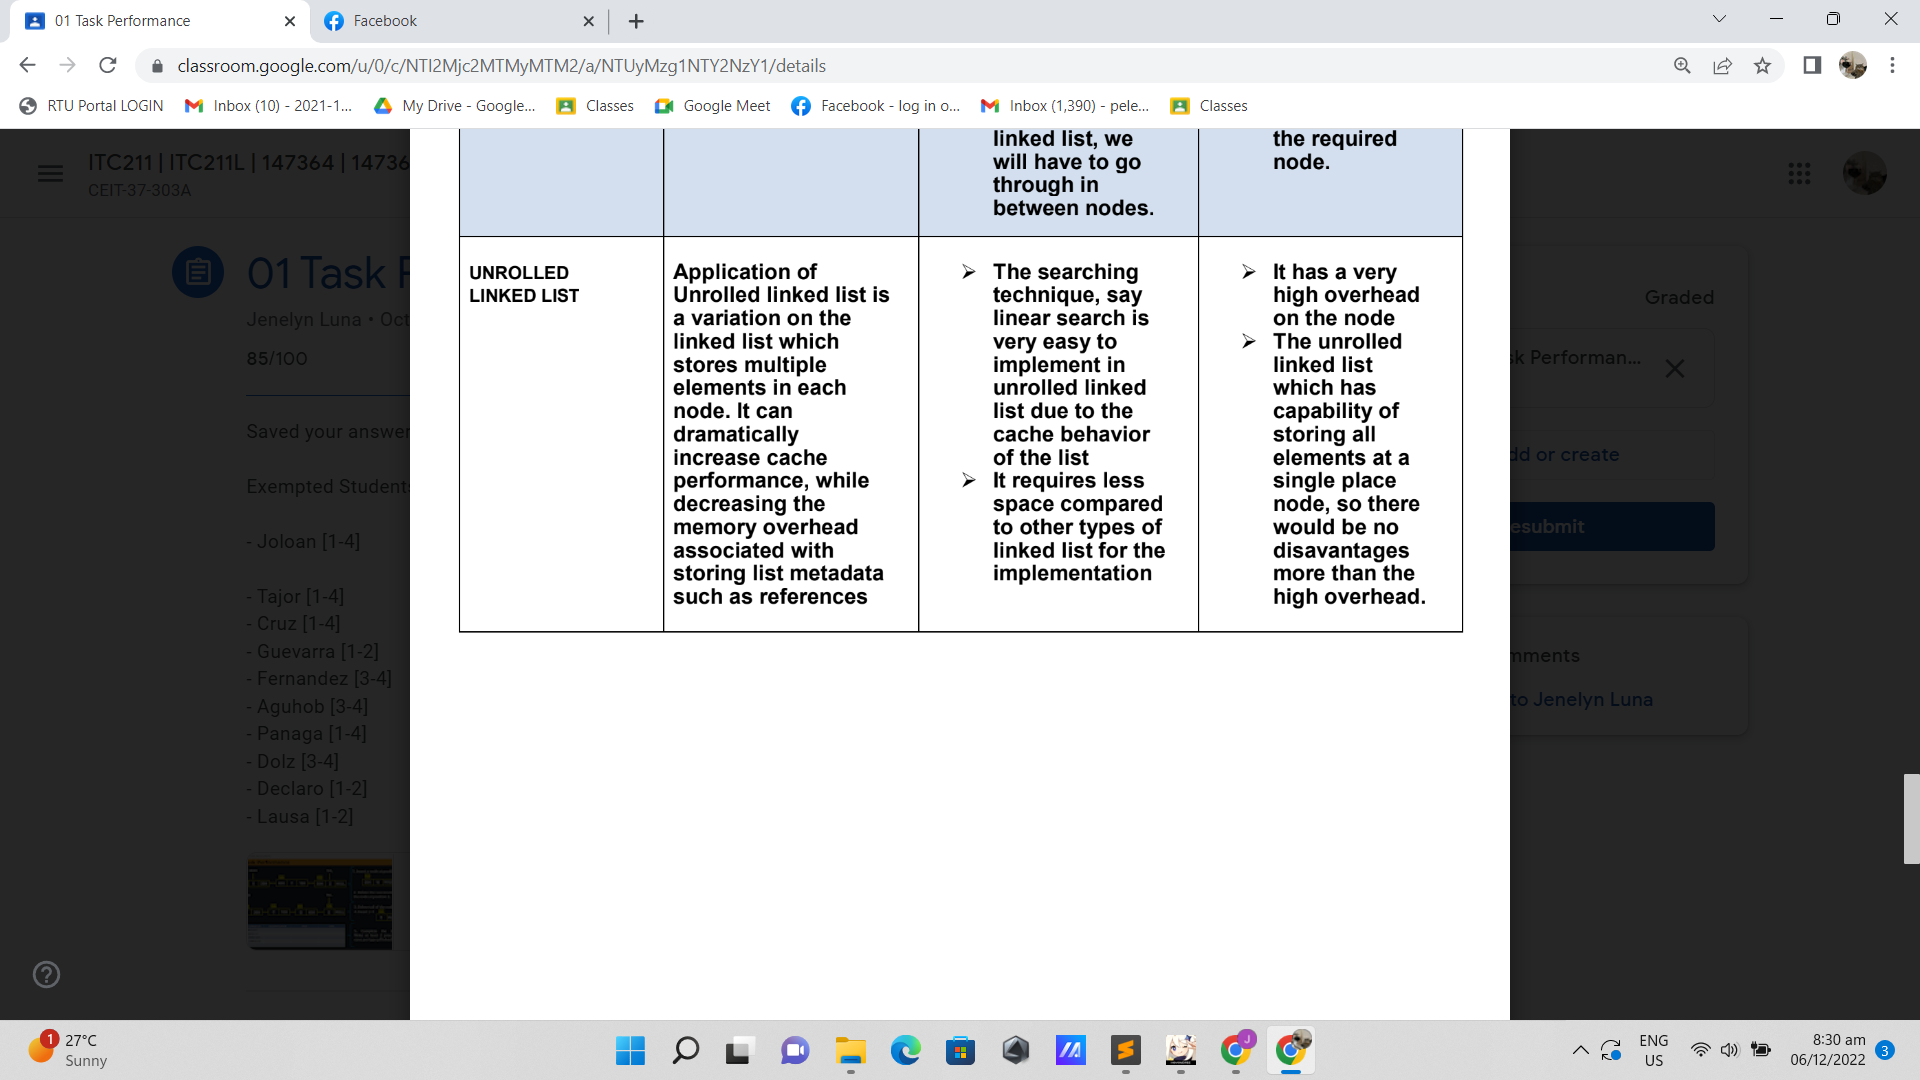 01 Task Performance
Facebook
classroom.google.com/u/0/c/NTI2Mjc2MTMyMTM2/a/NTUyMzg1NTY2NzY1/details
RTU Portal LOGIN
Inbox (10) - 2021-1...
My Drive - Google...
Classes
Google Meet
Facebook - log in o...
Inbox (1,390) - pele...
Classes
ITC211 | ITC211L | 147364 | 14736
CEIT-37-303A
01 Task P
Jenelyn Luna • Oct
85/100
Saved your answer
Exempted Students
- Joloan [1-4]
- Tajor [1-4]
- Cruz [1-4]
- Guevarra [1-2]
- Fernandez [3-4]
- Aguhob [3-4]
- Panaga [1-4]
- Dolz [3-4]
- Declaro [1-2]
- Lausa [1-2]
linked list, we
will have to go
through in
between nodes.
the required
node.
UNROLLED
LINKED LIST
Application of
Unrolled linked list is
a variation on the
linked list which
stores multiple
elements in each
node. It can
dramatically
increase cache
performance, while
decreasing the
memory overhead
associated with
storing list metadata
such as references
➢ The searching
technique, say
linear search is
very easy to
implement in
unrolled linked
list due to the
cache behavior
of the list
➢ It requires less
space compared
to other types of
linked list for the
implementation
➢ It has a very
high overhead
on the node
➢ The unrolled
linked list
which has
capability of
storing all
elements at a
single place
node, so there
would be no
disavantages
more than the
high overhead.
Graded
sk Performan...
dd or create
esubmit
mments
to Jenelyn Luna
1
27°C
Sunny
J
ENG
US
8:30 am
06/12/2022
3